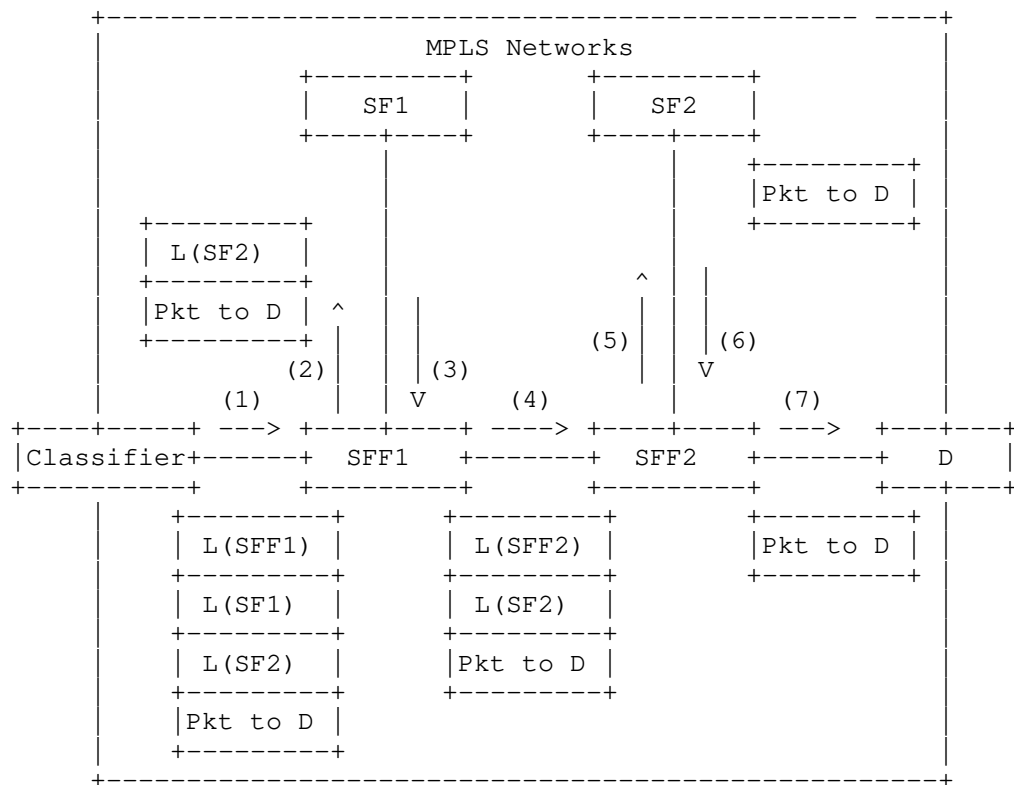 MPLS Networks
SF1 SF2
Pkt to D
L(SF2)
Pkt to D
(5) (6)
(2) (3)
(1) V (4) V (7)
Classifier SFF1 SFF2 D
L(SFF1) L(SFF2) Pkt to D
L(SF1) L(SF2)
L(SF2) Pkt to D
Pkt to D